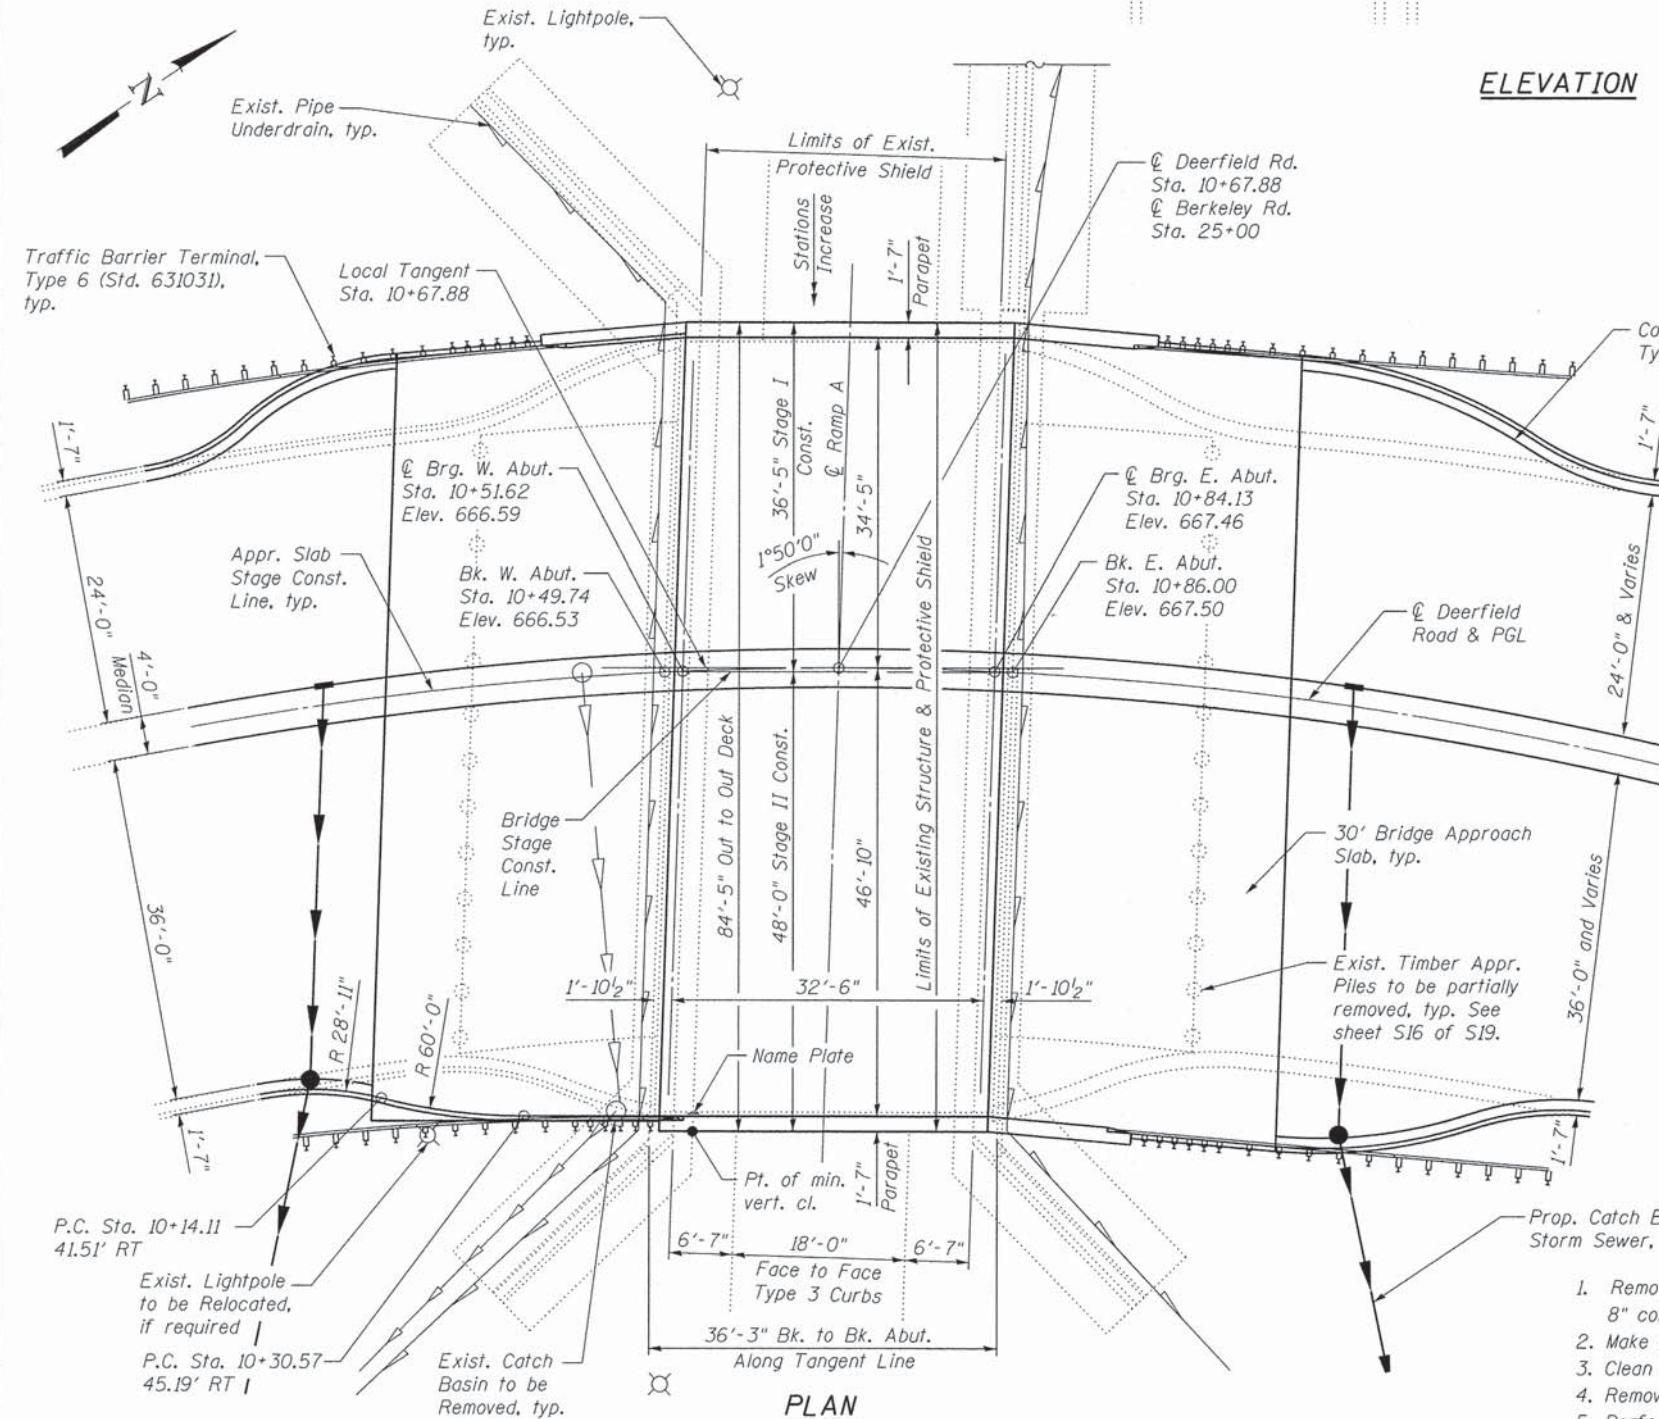 Exist. Lightpole,
typ.
ELEVATION
N
Exist. Pipe
Underdrain, typ.
Limits of Exist.
Protective Shield
℄ Deerfield Rd.
Sta. 10+67.88
℄ Berkeley Rd.
Sta. 25+00
Stations
Increase
1'-7"
Parapet
Traffic Barrier Terminal,
Type 6 (Std. 631031),
typ.
Local Tangent
Sta. 10+67.88
Co
Ty
1'-7"
1'-7"
36'-5" Stage I
Const.
℄ Ramp A
34'-5"
℄ Brg. W. Abut.
Sta. 10+51.62
Elev. 666.59
℄ Brg. E. Abut.
Sta. 10+84.13
Elev. 667.46
Appr. Slab
Stage Const.
Line, typ.
Bk. W. Abut.
Sta. 10+49.74
Elev. 666.53
1°50'0"
Skew
Bk. E. Abut.
Sta. 10+86.00
Elev. 667.50
24'-0"
24'-0" & Varies
℄ Deerfield
Road & PGL
4'-0"
Median
84'-5" Out to Out Deck
48'-0" Stage II Const.
46'-10"
Limits of Existing Structure & Protective Shield
Bridge
Stage
Const.
Line
30' Bridge Approach
Slab, typ.
36'-0"
36'-0" and Varies
Exist. Timber Appr.
Piles to be partially
removed, typ. See
sheet S16 of S19.
1'-10½"
32'-6"
1'-10½"
R 28'-11"
R 60'-0"
Name Plate
1'-7"
1'-7"
Pt. of min.
vert. cl.
1'-7"
Parapet
P.C. Sta. 10+14.11
41.51' RT
Prop. Catch B
Storm Sewer,
6'-7"
18'-0"
6'-7"
Face to Face
Type 3 Curbs
Exist. Lightpole
to be Relocated,
if required
36'-3" Bk. to Bk. Abut.
Along Tangent Line
P.C. Sta. 10+30.57
45.19' RT
Exist. Catch
Basin to be
Removed, typ.
PLAN
1. Remo
8" co
2. Make
3. Clean
4. Remov